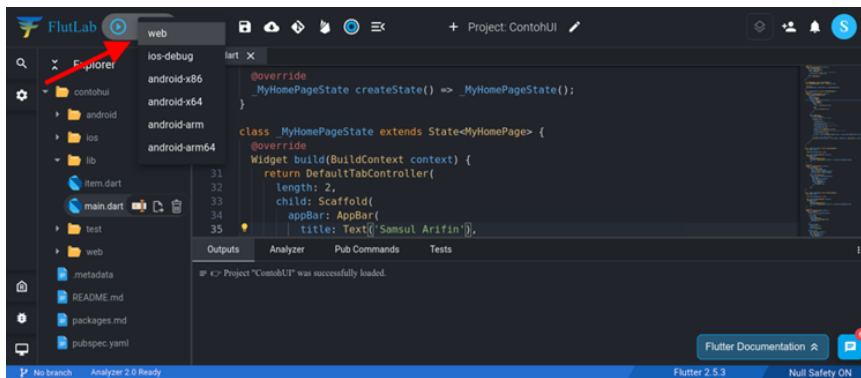 FlutLab
+ Project: ContohUI
S
web
ios-debug
android-x86
android-x64
android-arm
android-arm64
Explorer
contohui
android
ios
lib
item.dart
main.dart
test
web
.metadata
README.md
packages.md
pubspec.yaml
dart ×
@override
_MyHomePageState createState() => _MyHomePageState();
}
class _MyHomePageState extends State<MyHomePage> {
@override
Widget build(BuildContext context) {
31 return DefaultTabController(
32 length: 2,
33 child: Scaffold(
34 appBar: AppBar(
35 title: Text('Samsul Arifin'),
Outputs Analyzer Pub Commands Tests
Project "ContohUI" was successfully loaded.
Flutter Documentation
No branch Analyzer 2.0 Ready Flutter 2.5.3 Null Safety ON